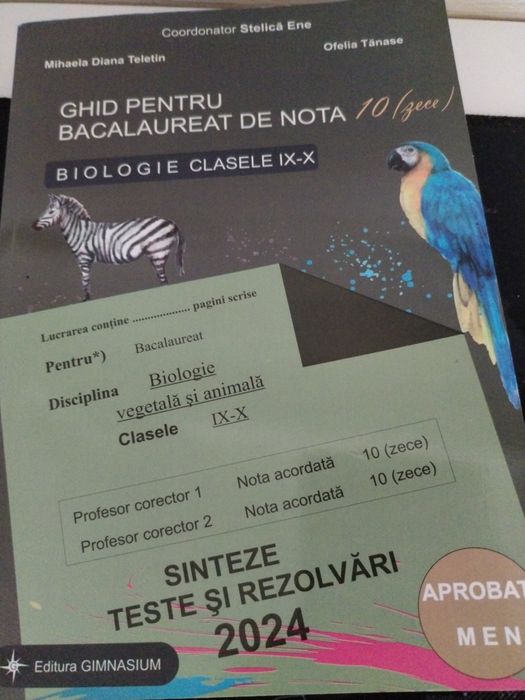 Coordonator Stelică Ene
Mihaela Diana Teletin
Ofelia Tănase
GHID PENTRU
BACALAUREAT DE NOTA 10 (zece)
BIOLOGIE CLASELE IX-X
Lucrarea conține ................... pagini scrise
Pentru*) Bacalaureat
Disciplina Biologie
vegetală și animală
Clasele IX-X
Profesor corector 1 Nota acordată 10 (zece)
Profesor corector 2 Nota acordată 10 (zece)
SINTEZE
TESTE ŞI REZOLVĂRI
2024
APROBAT
MEN
Editura GIMNASIUM